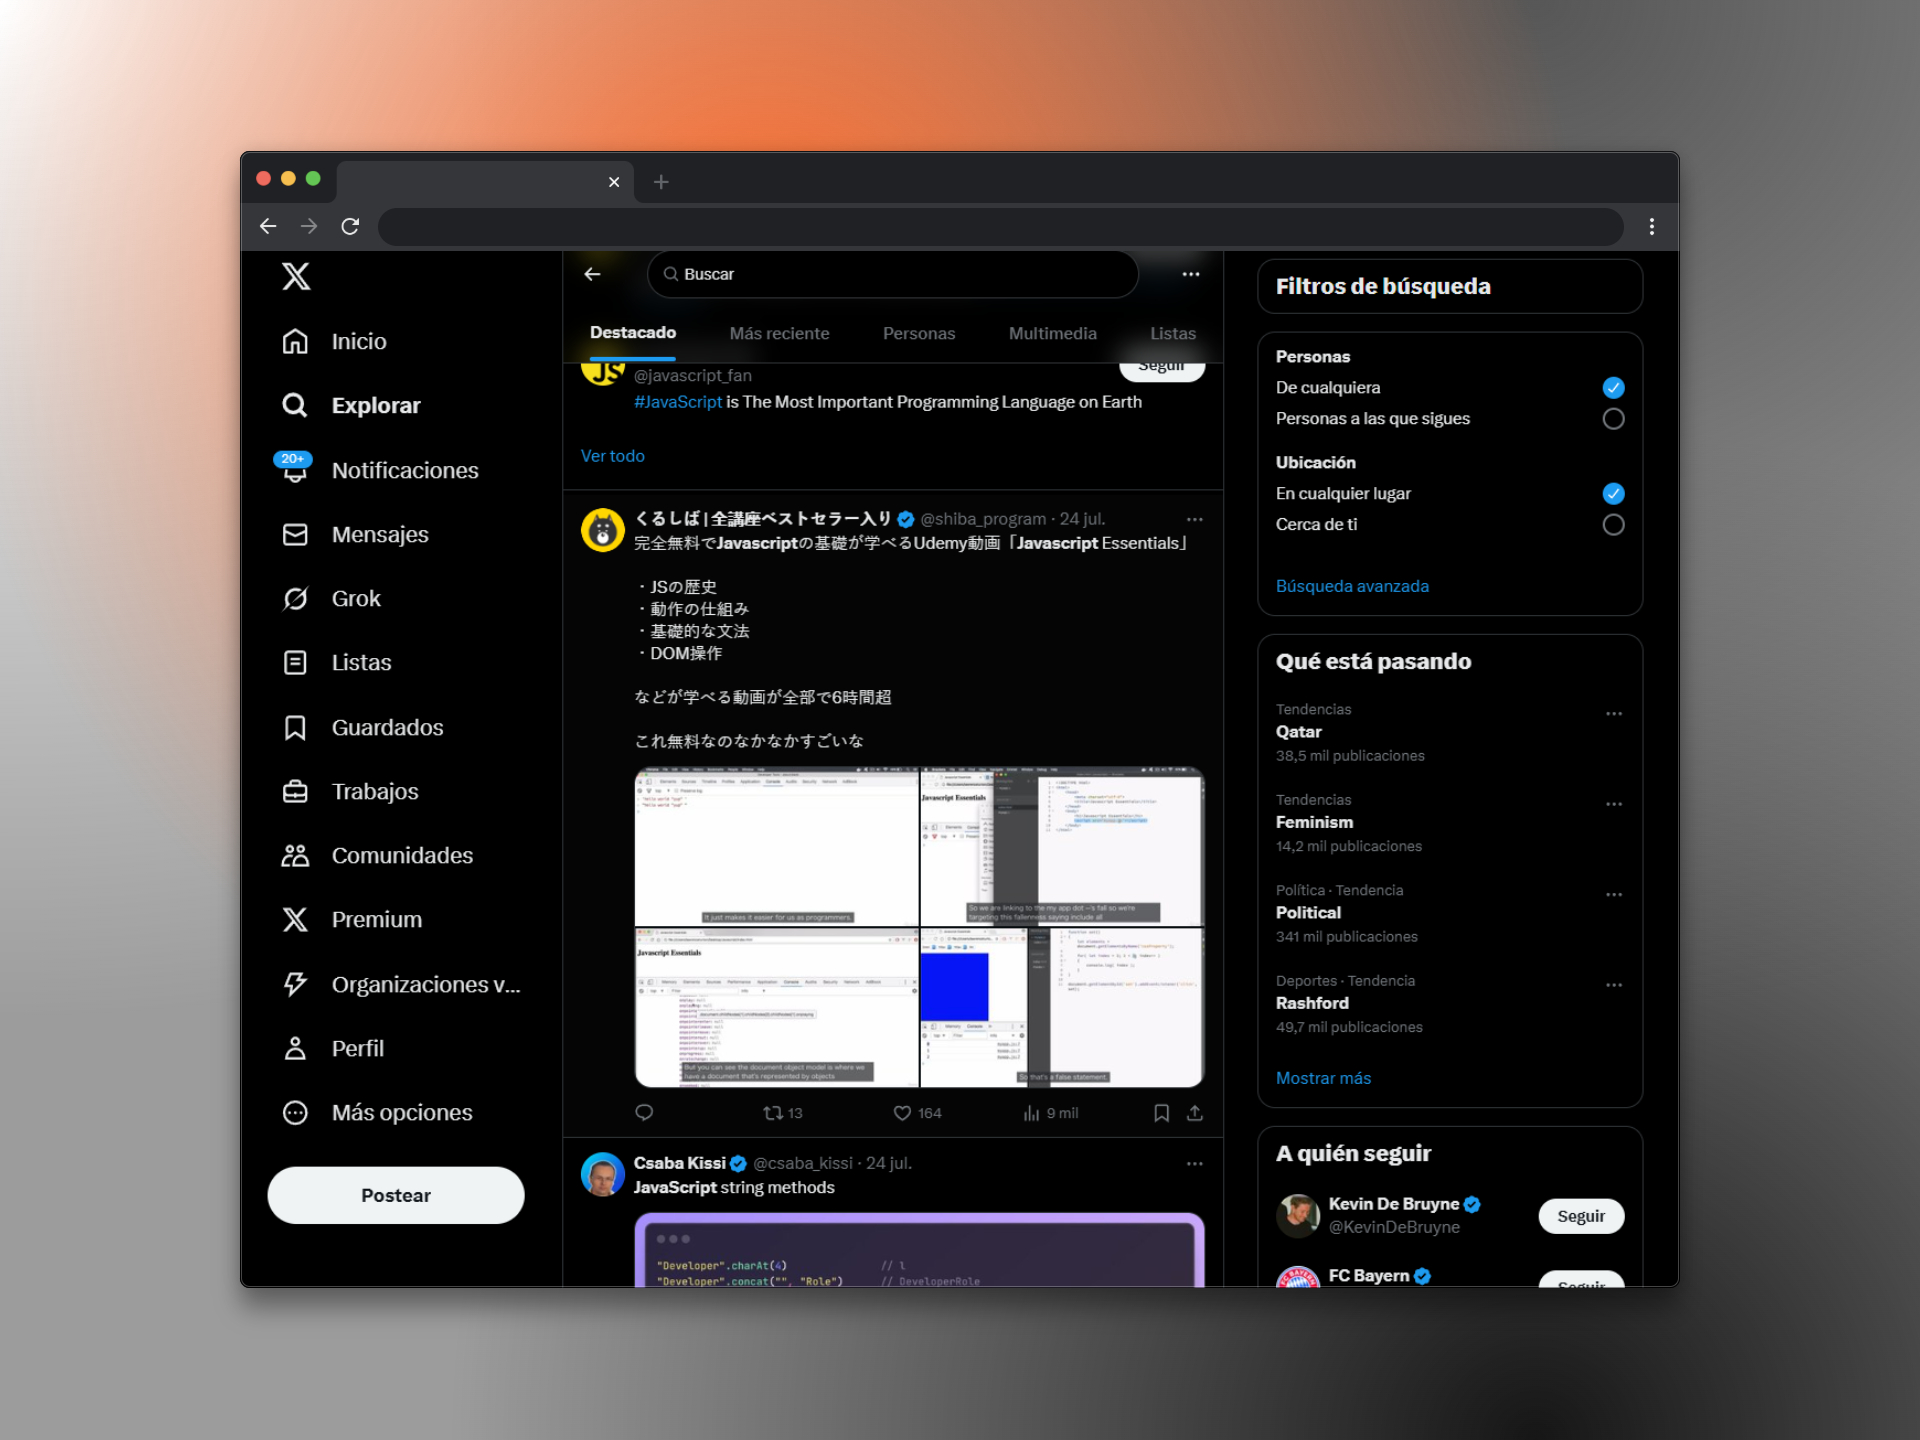 Inicio
Explorar
20+
Notificaciones
Mensajes
Grok
Listas
Guardados
Trabajos
Comunidades
Premium
Organizaciones v...
Perfil
Más opciones
Postear
Buscar
Destacado
Más reciente
Personas
Multimedia
Listas
JS
@javascript_fan
Seguir
#JavaScript is The Most Important Programming Language on Earth
Ver todo
くるしば | 全講座ベストセラー入り @shiba_program · 24 jul.
完全無料でJavascriptの基礎が学べるUdemy動画「Javascript Essentials」
・JSの歴史
・動作の仕組み
・基礎的な文法
・DOM操作
などが学べる動画が全部で6時間超
これ無料なのなかなかすごいな
It just makes it easier for us as programmers.
Javascript Essentials
So we are linking to the my app dot —'s fall so we're
targeting this fallenness saying include all
Javascript Essentials
But you can see the document object model is where we
have a document that's represented by objects
So that's a false statement.
13
164
9 mil
Csaba Kissi @csaba_kissi · 24 jul.
JavaScript string methods
"Developer".charAt(4) // l
"Developer".concat("", "Role") // DeveloperRole
Filtros de búsqueda
Personas
De cualquiera
Personas a las que sigues
Ubicación
En cualquier lugar
Cerca de ti
Búsqueda avanzada
Qué está pasando
Tendencias
Qatar
38,5 mil publicaciones
Tendencias
Feminism
14,2 mil publicaciones
Política · Tendencia
Political
341 mil publicaciones
Deportes · Tendencia
Rashford
49,7 mil publicaciones
Mostrar más
A quién seguir
Kevin De Bruyne
@KevinDeBruyne
Seguir
FC Bayern
Seguir